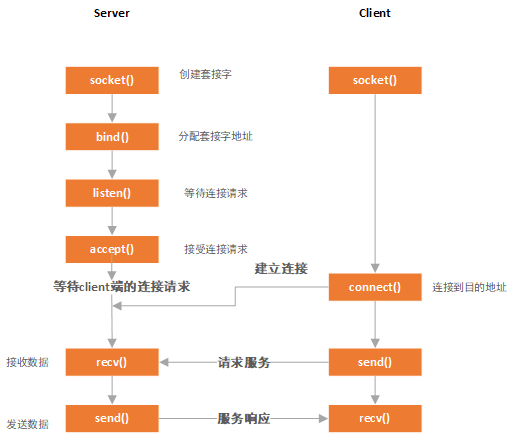 Server
Client
socket()
创建套接字
socket()
bind()
分配套接字地址
listen()
等待连接请求
accept()
接受连接请求
建立连接
等待client端的连接请求
connect()
连接到目的地址
接收数据
recv()
请求服务
send()
发送数据
send()
服务响应
recv()